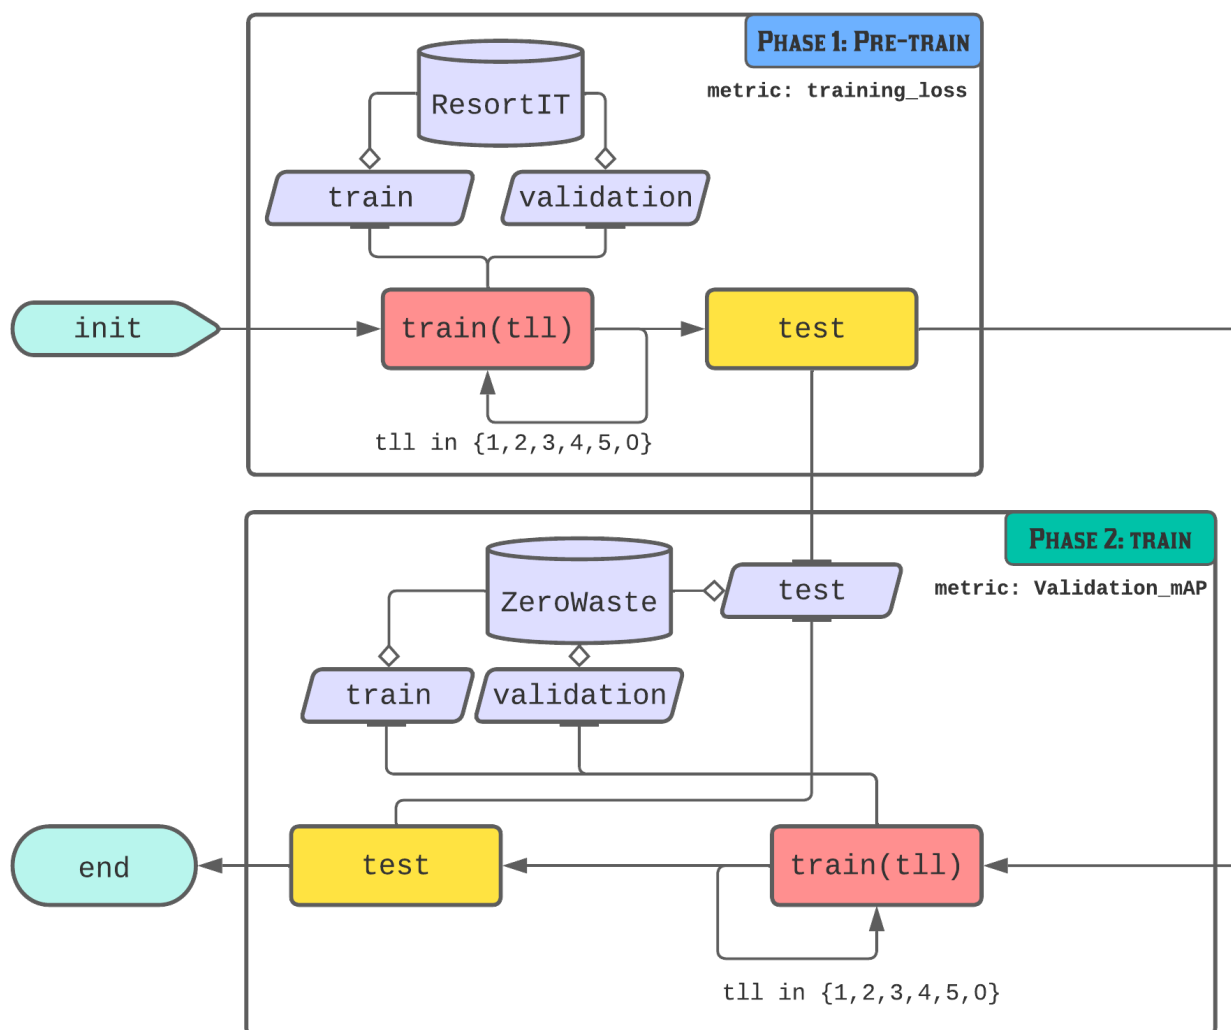 PHASE 1: PRE-TRAIN
metric: training_loss
ResortIT
train
validation
init
train(tll)
test
tll in {1,2,3,4,5,0}
PHASE 2: TRAIN
metric: Validation_mAP
ZeroWaste
test
train
validation
end
test
train(tll)
tll in {1,2,3,4,5,0}